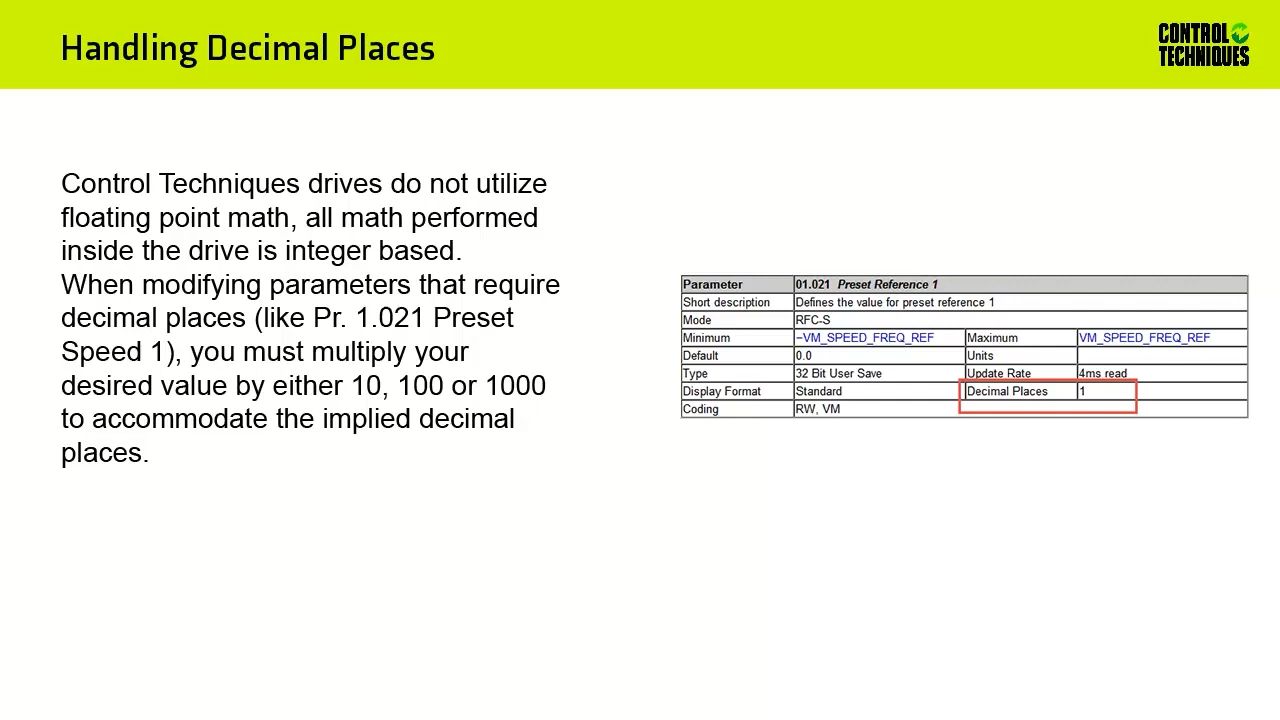 Handling Decimal Places
CONTROL
TECHNIQUES
Control Techniques drives do not utilize
floating point math, all math performed
inside the drive is integer based.
When modifying parameters that require
decimal places (like Pr. 1.021 Preset
Speed 1), you must multiply your
desired value by either 10, 100 or 1000
to accommodate the implied decimal
places.
Parameter 01.021 Preset Reference 1
Short description Defines the value for preset reference 1
Mode RFC-S
Minimum −VM_SPEED_FREQ_REF Maximum VM_SPEED_FREQ_REF
Default 0.0 Units
Type 32 Bit User Save Update Rate 4ms read
Display Format Standard Decimal Places 1
Coding RW, VM